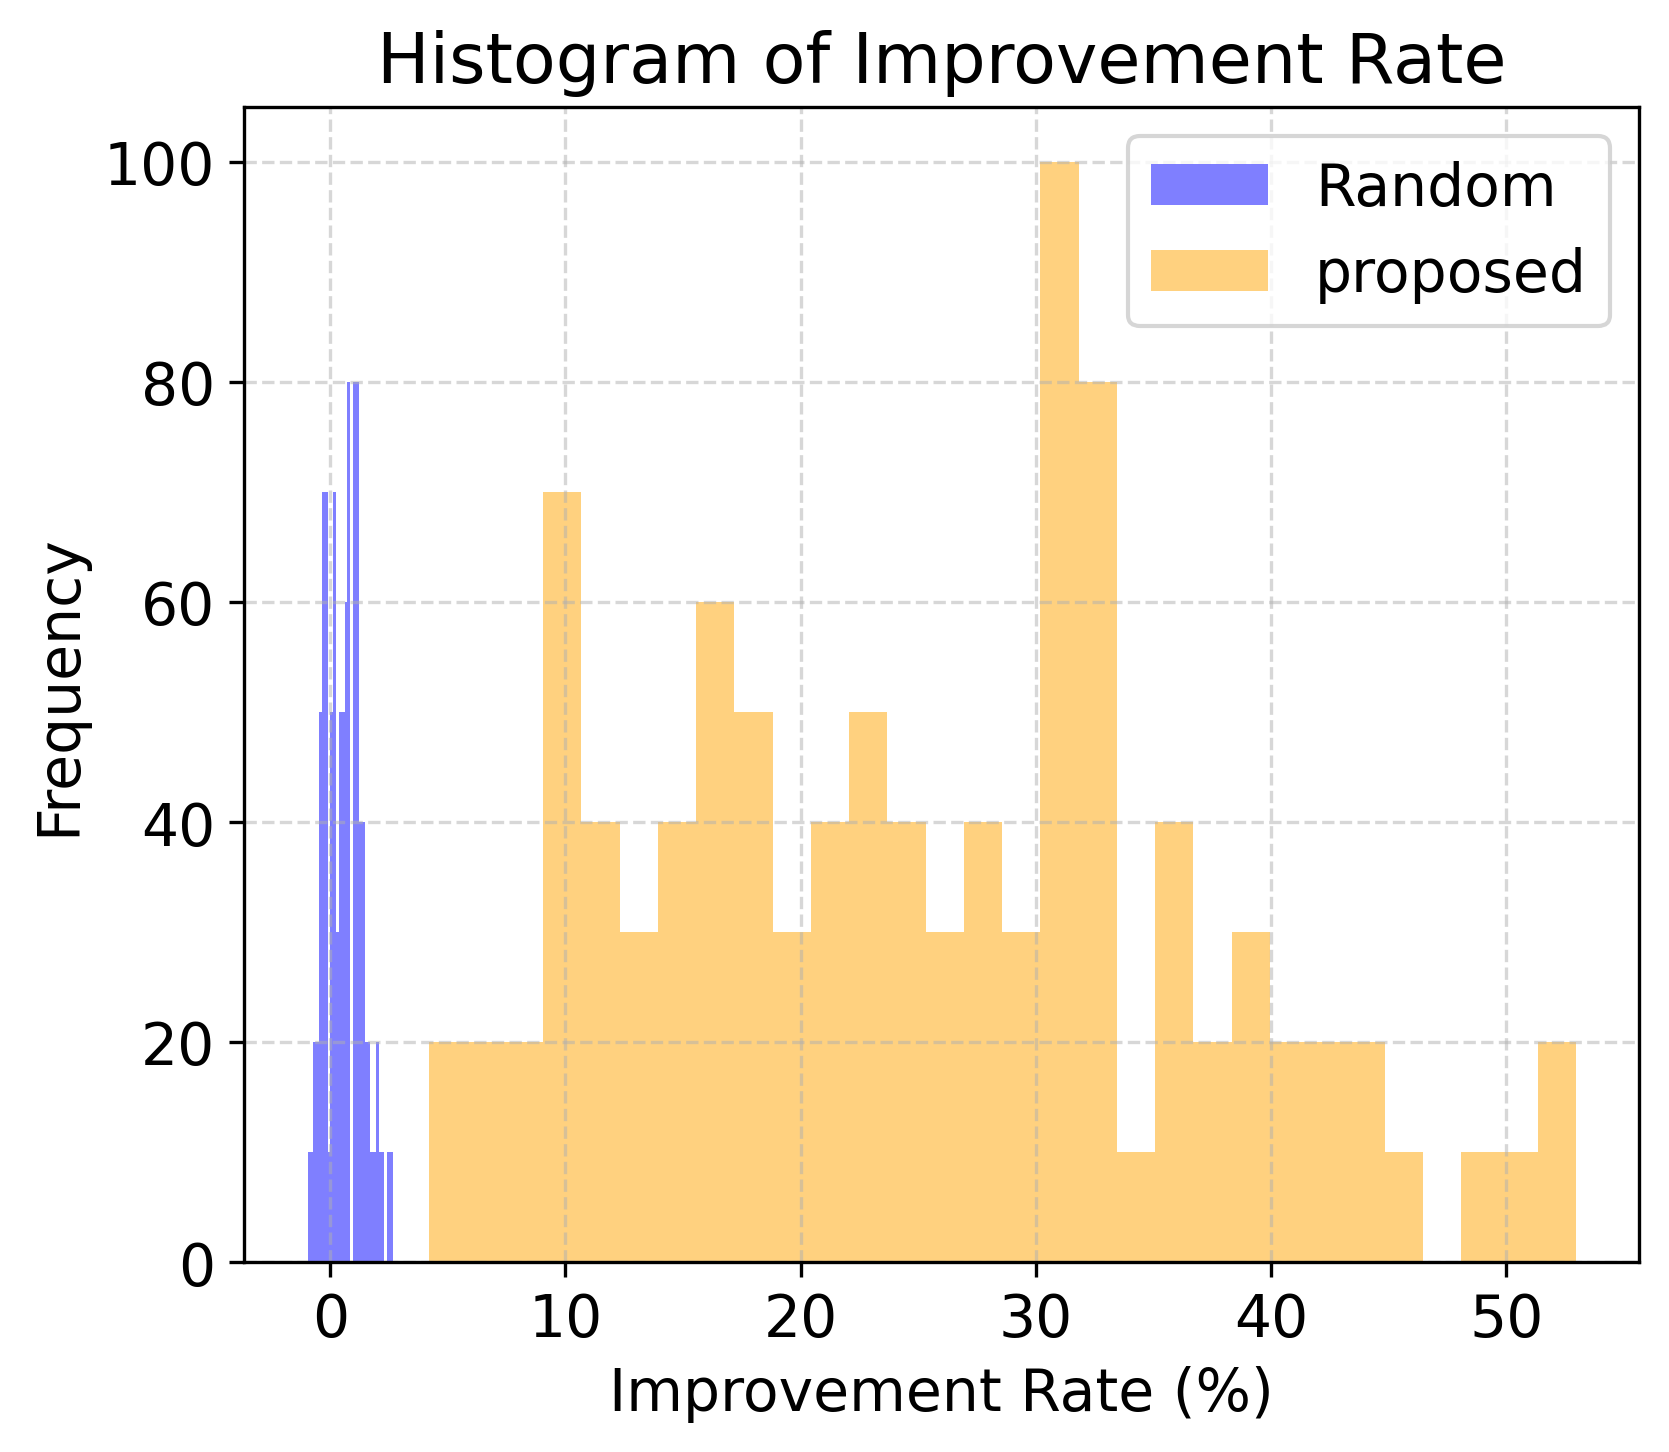 Histogram of Improvement Rate
Random
proposed
100
80
60
40
20
0
Frequency
0 10 20 30 40 50
Improvement Rate (%)